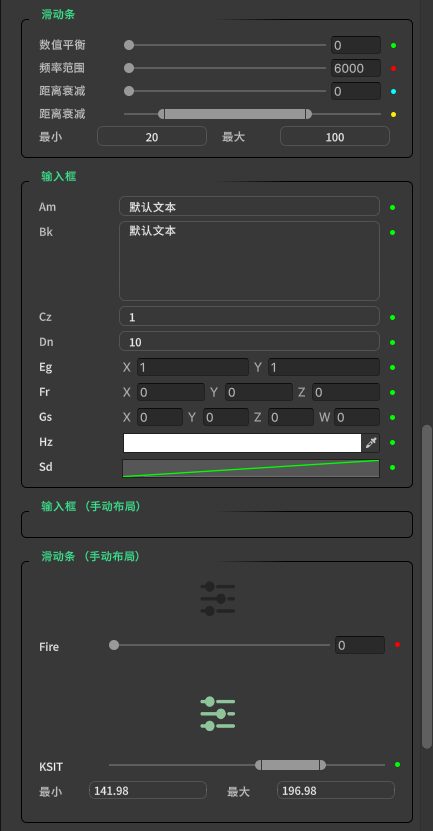 滑动条
数值平衡 0
频率范围 6000
距离衰减 0
距离衰减
最小 20 最大 100
输入框
Am 默认文本
Bk 默认文本
Cz 1
Dn 10
Eg X 1 Y 1
Fr X 0 Y 0 Z 0
Gs X 0 Y 0 Z 0 W 0
Hz
Sd
输入框 （手动布局）
滑动条 （手动布局）
Fire 0
KSIT
最小 141.98 最大 196.98